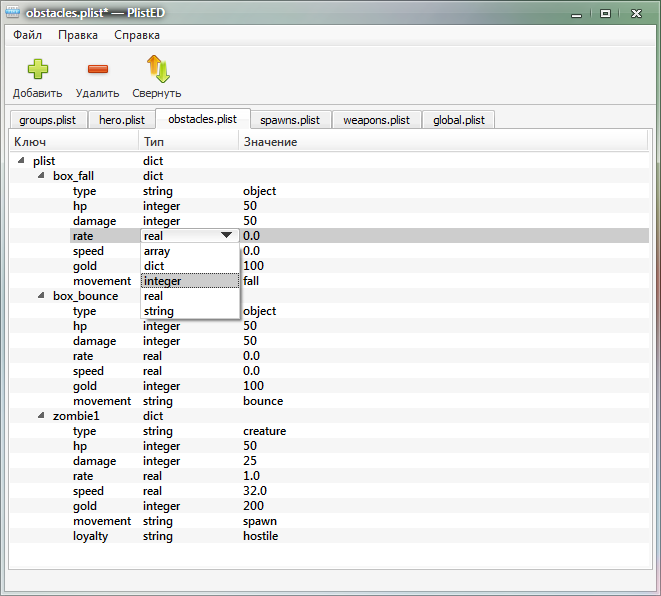 obstacles.plist* — PlistED
Файл Правка Справка
Добавить Удалить Свернуть
groups.plist hero.plist obstacles.plist spawns.plist weapons.plist global.plist
Ключ Тип Значение
plist dict
box_fall dict
type string object
hp integer 50
damage integer 50
rate real 0.0
speed array 0.0
gold dict 100
movement integer fall
box_bounce real
type string object
hp integer 50
damage integer 50
rate real 0.0
speed real 0.0
gold integer 100
movement string bounce
zombie1 dict
type string creature
hp integer 50
damage integer 25
rate real 1.0
speed real 32.0
gold integer 200
movement string spawn
loyalty string hostile